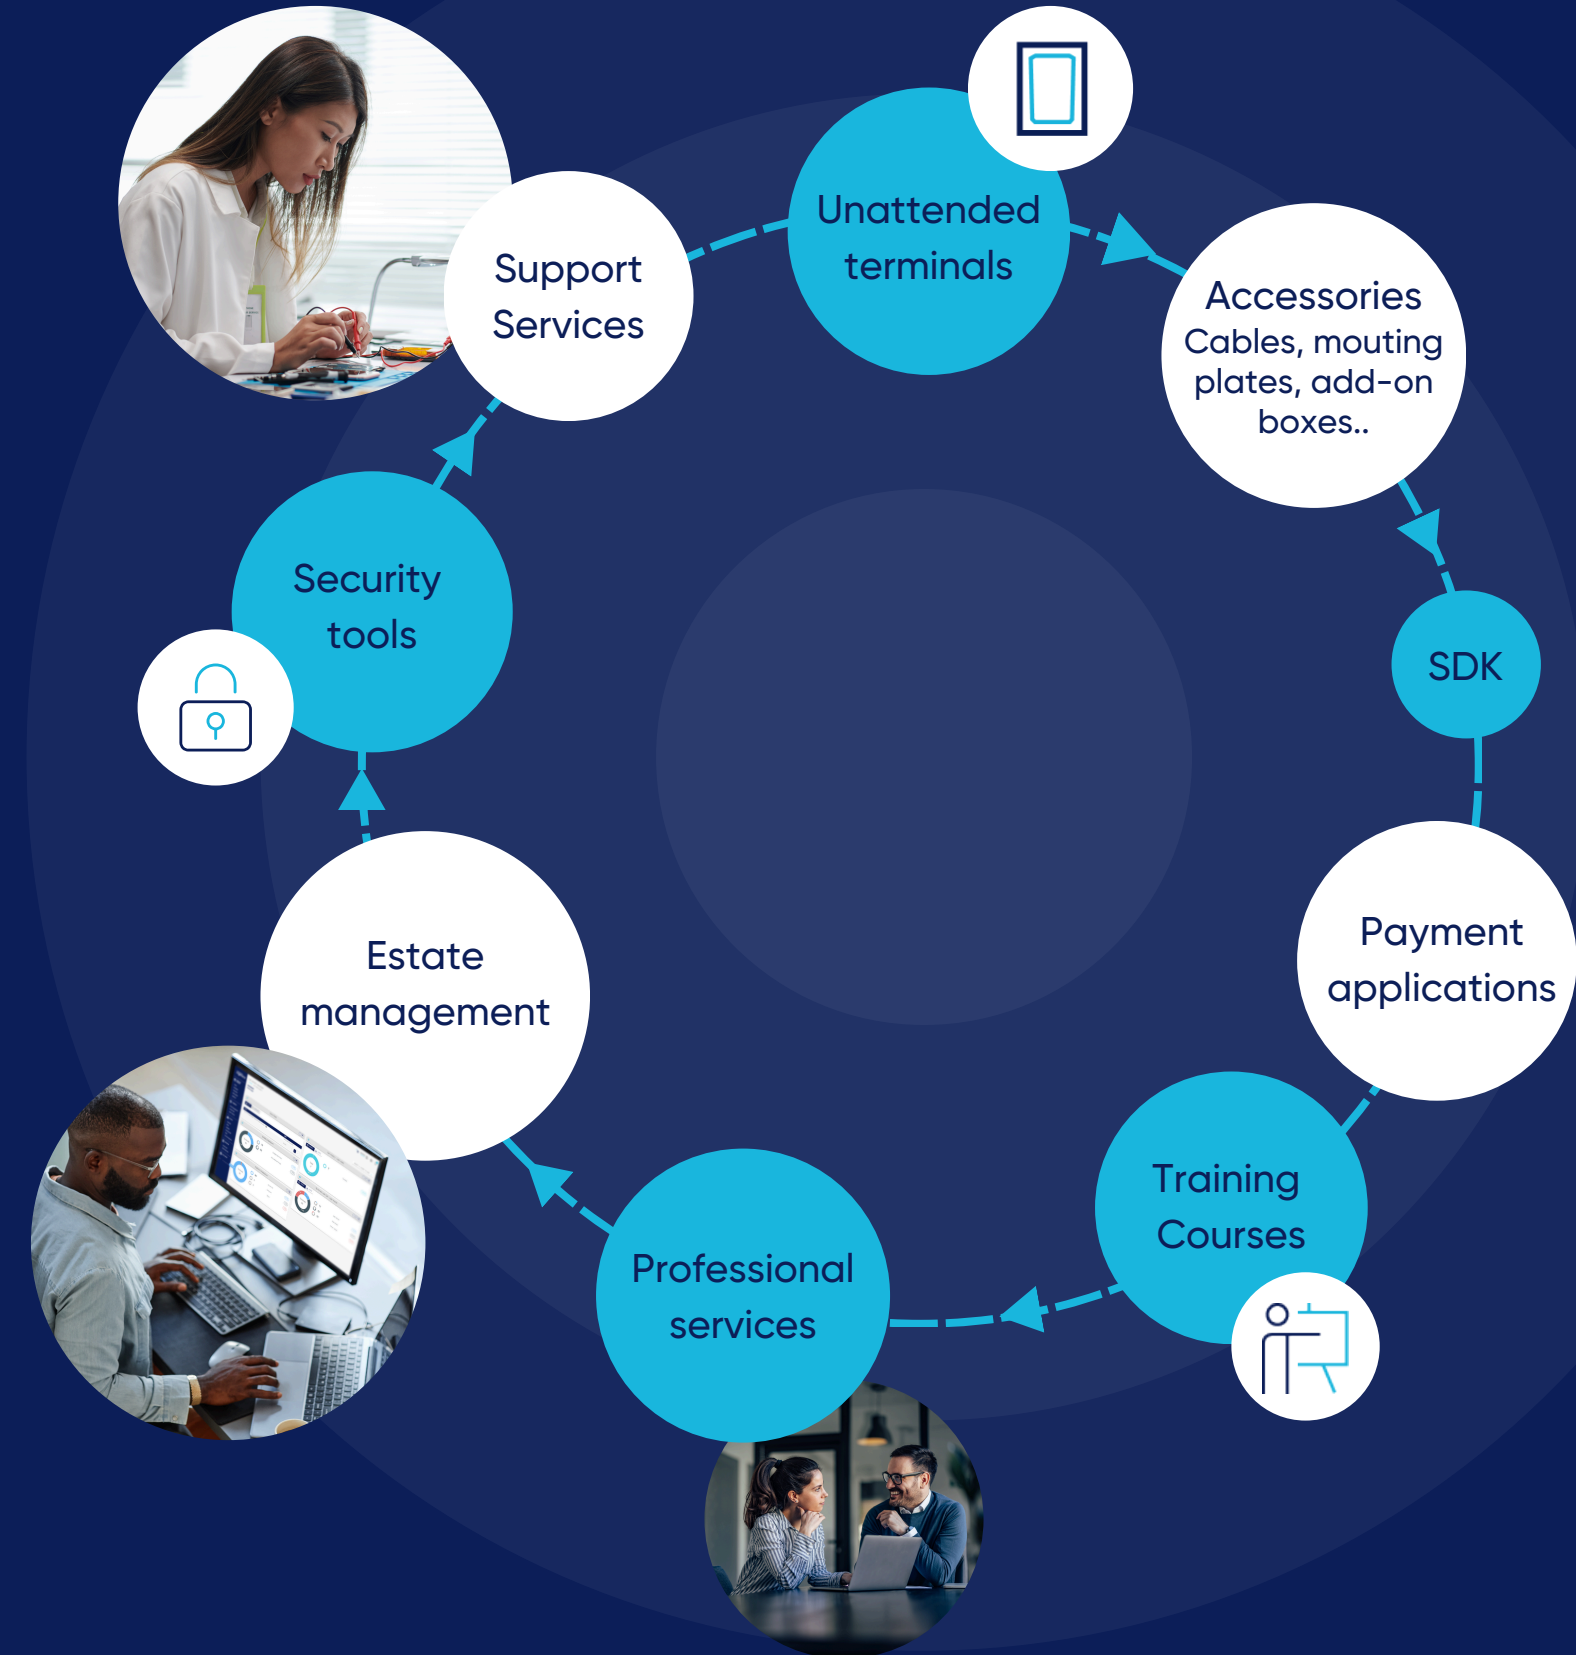 Unattended
terminals
Accessories
Cables, mouting
plates, add-on
boxes..
SDK
Payment
applications
Training
Courses
Professional
services
Estate
management
Security
tools
Support
Services